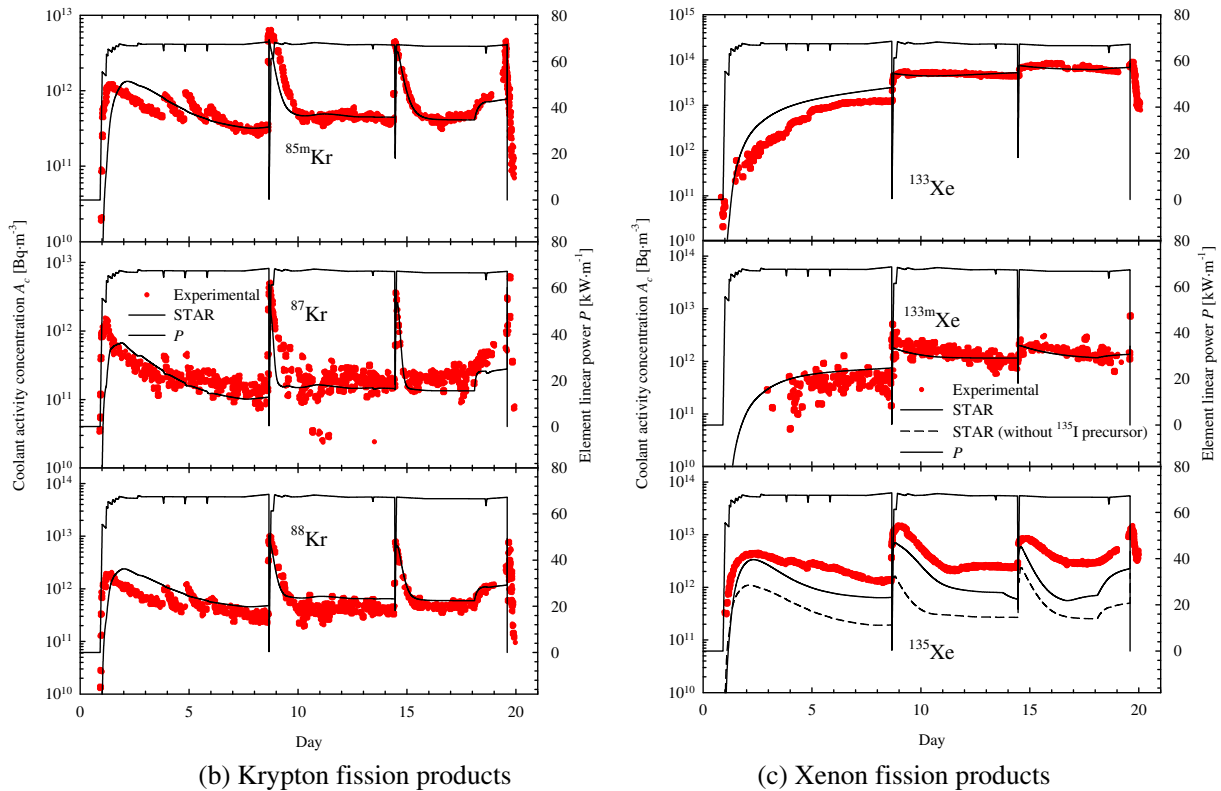 10¹⁵
10¹⁴
10¹³
10¹²
10¹¹
10¹⁰
80
60
40
20
0
⁸⁵ᵐKr
¹³³Xe
10¹³
10¹²
10¹¹
10¹⁰
80
60
40
20
0
Experimental
STAR
P
⁸⁷Kr
10¹⁴
10¹³
10¹²
10¹¹
10¹⁰
80
60
40
20
0
¹³³ᵐXe
Experimental
STAR
STAR (without ¹³⁵I precursor)
P
10¹³
10¹²
10¹¹
10¹⁰
80
60
40
20
0
⁸⁸Kr
10¹⁴
10¹³
10¹²
10¹¹
10¹⁰
80
60
40
20
0
¹³⁵Xe
10¹⁴
10¹³
10¹²
10¹¹
10¹⁰
80
60
40
20
0
Coolant activity concentration A_c [Bq·m⁻³]
Element linear power P [kW·m⁻¹]
Coolant activity concentration A_c [Bq·m⁻³]
Element linear power P [kW·m⁻¹]
0 5 10 15 20
0 5 10 15 20
Day
Day
(b) Krypton fission products
(c) Xenon fission products